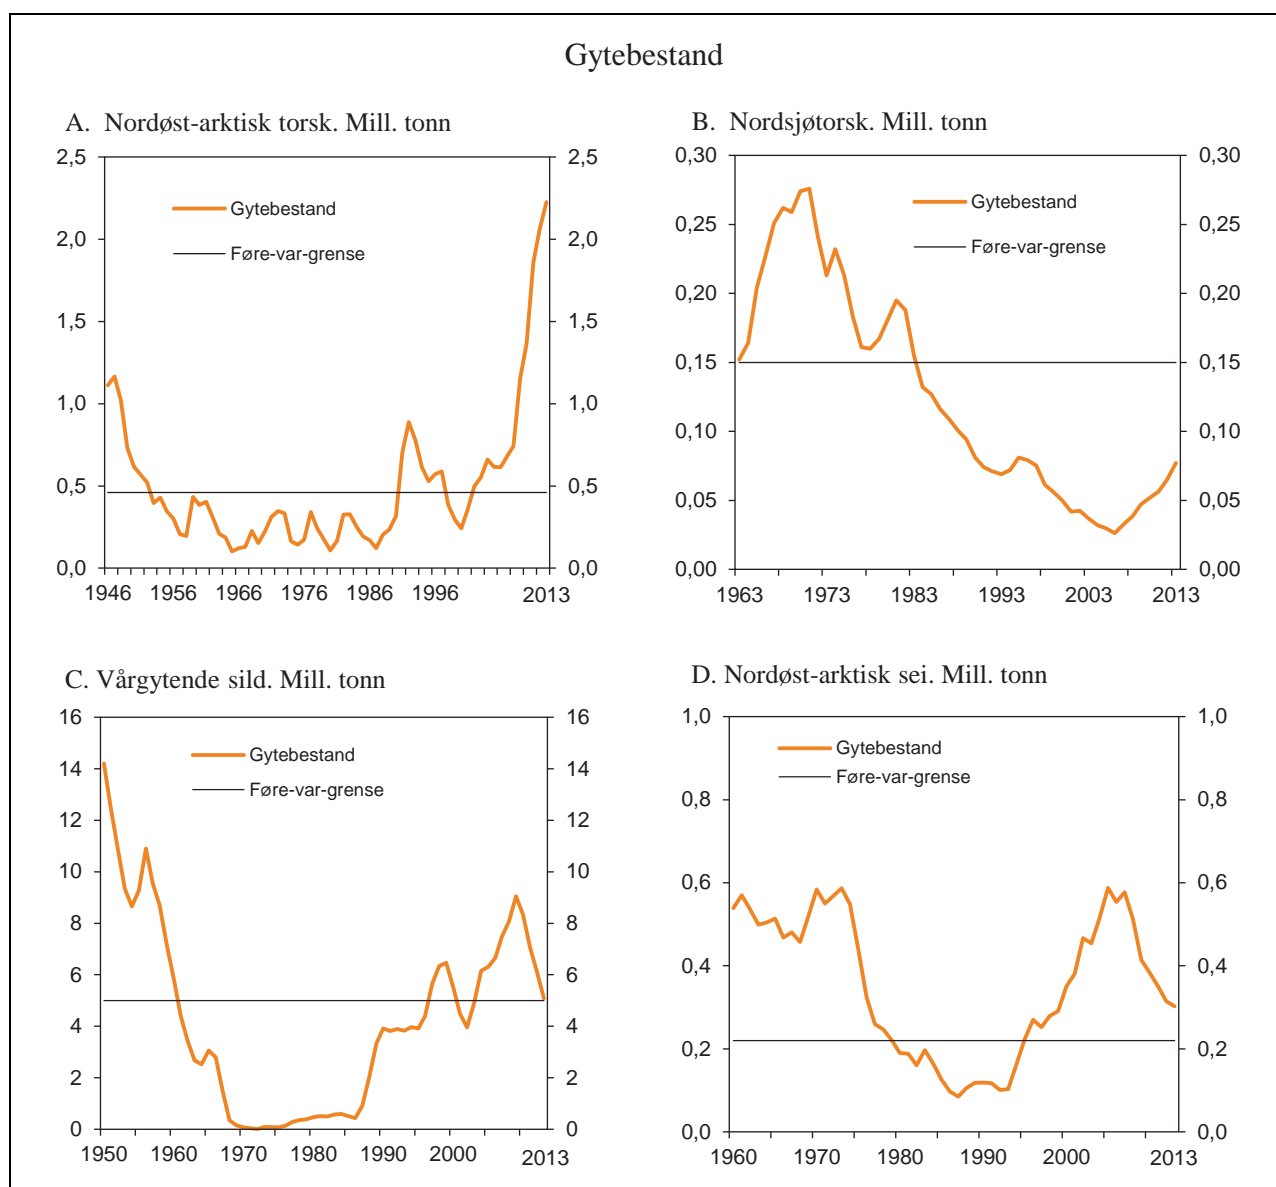 Gytebestand
A. Nordøst-arktisk torsk. Mill. tonn
2,5 2,5
Gytebestand
2,0 2,0
Føre-var-grense
1,5 1,5
1,0 1,0
0,5 0,5
0,0 0,0
1946 1956 1966 1976 1986 1996 2013
B. Nordsjøtorsk. Mill. tonn
0,30 0,30
Gytebestand
0,25 0,25
Føre-var-grense
0,20 0,20
0,15 0,15
0,10 0,10
0,05 0,05
0,00 0,00
1963 1973 1983 1993 2003 2013
C. Vårgytende sild. Mill. tonn
16 16
Gytebestand
14 14
Føre-var-grense
12 12
10 10
8 8
6 6
4 4
2 2
0 0
1950 1960 1970 1980 1990 2000 2013
D. Nordøst-arktisk sei. Mill. tonn
1,0 1,0
Gytebestand
Føre-var-grense
0,8 0,8
0,6 0,6
0,4 0,4
0,2 0,2
0,0 0,0
1960 1970 1980 1990 2000 2013